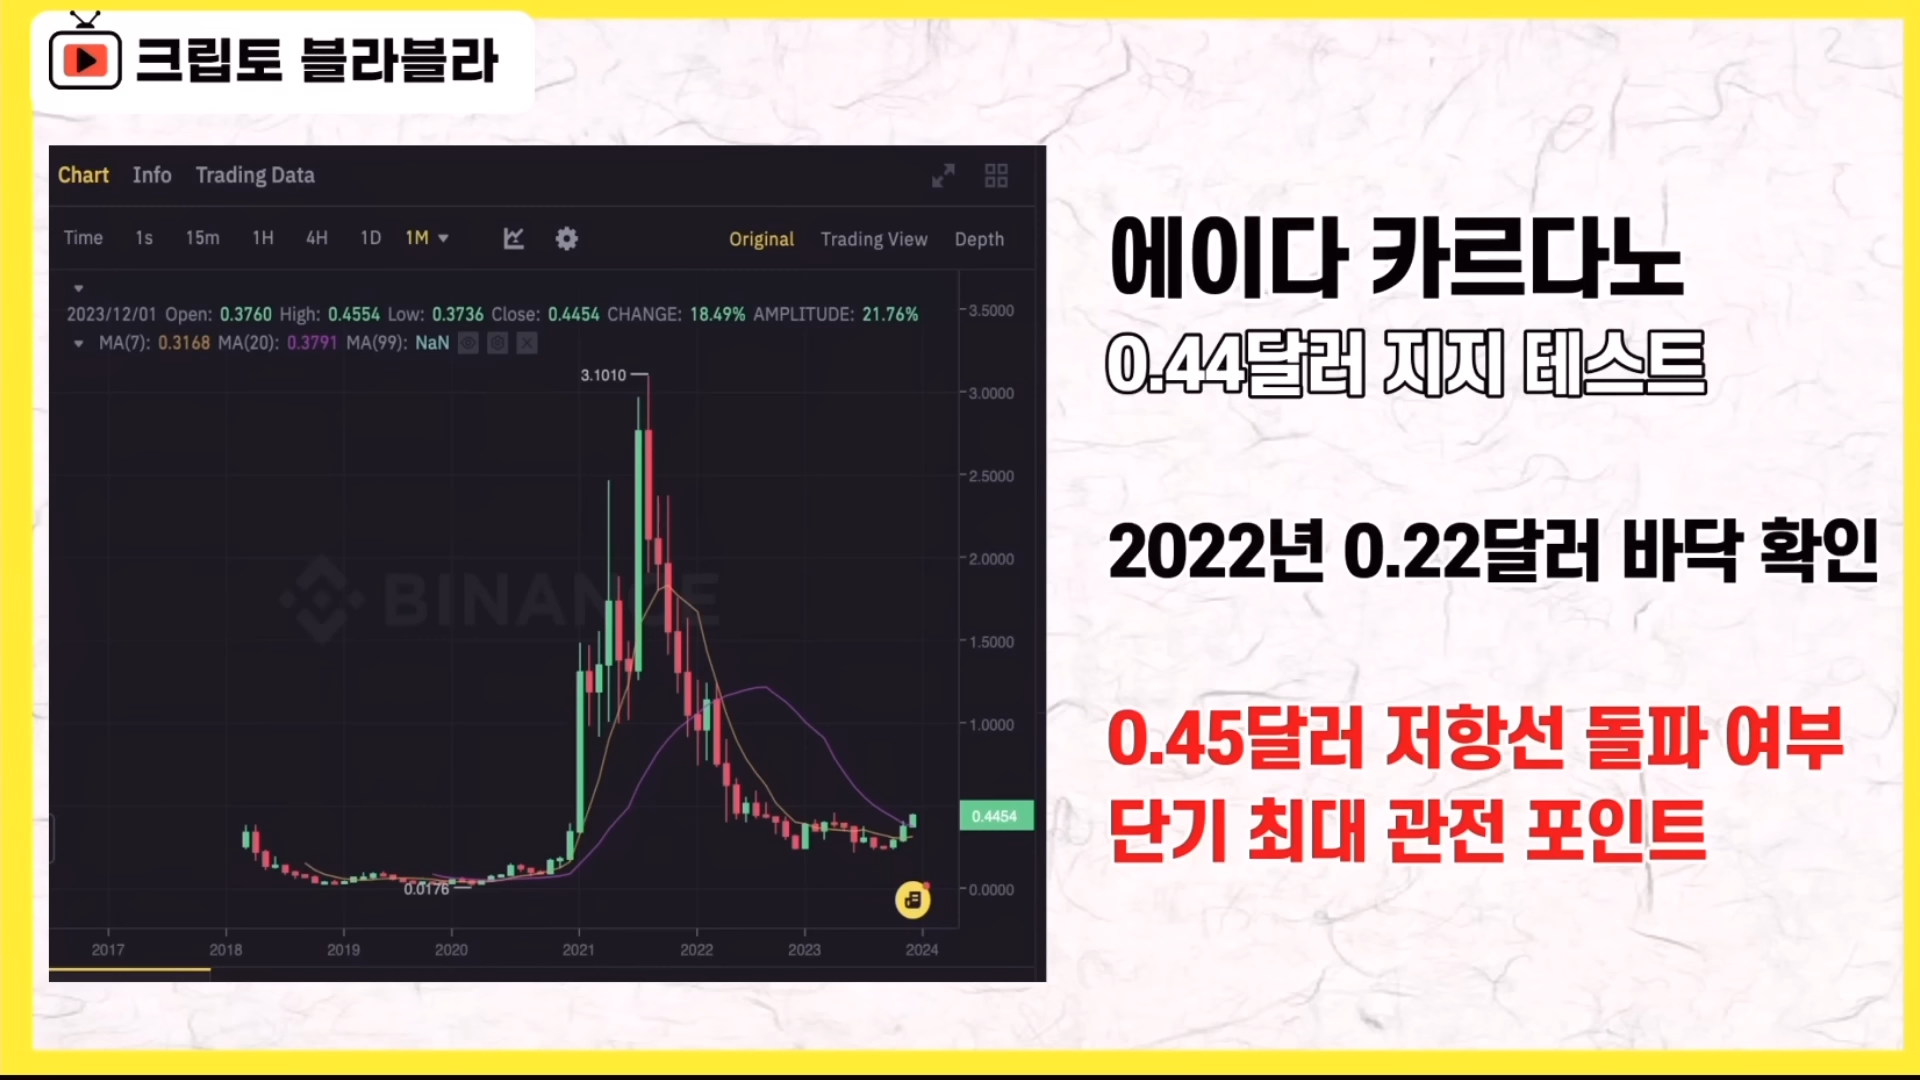 크립토 블라블라
Chart Info Trading Data
Time 1s 15m 1H 4H 1D 1M Original Trading View Depth
2023/12/01 Open: 0.3760 High: 0.4554 Low: 0.3736 Close: 0.4454 CHANGE: 18.49% AMPLITUDE: 21.76%
MA(7): 0.3168 MA(20): 0.3791 MA(99): NaN
3.1010
BINANCE
0.0176
3.5000
3.0000
2.5000
2.0000
1.5000
1.0000
0.4454
0.0000
2017 2018 2019 2020 2021 2022 2023 2024
에이다 카르다노
0.44달러 지지 테스트
2022년 0.22달러 바닥 확인
0.45달러 저항선 돌파 여부
단기 최대 관전 포인트